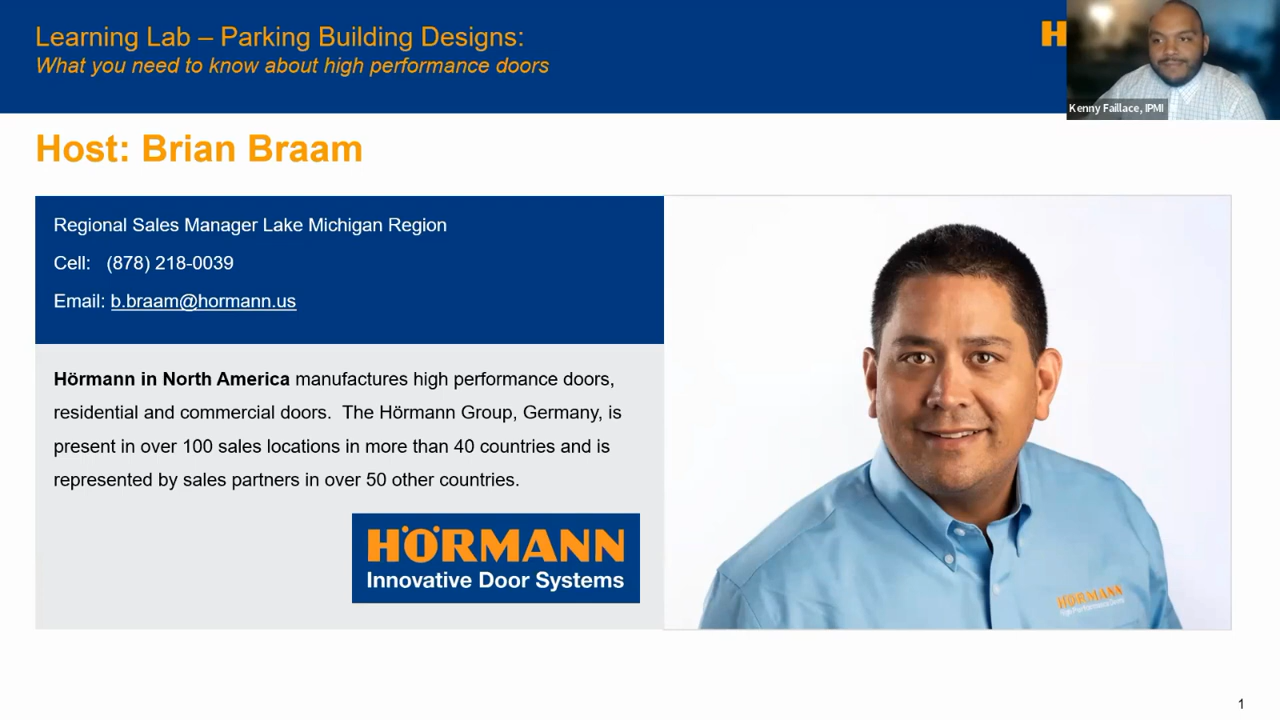 Learning Lab – Parking Building Designs:
What you need to know about high performance doors
H
Kenny Faillace, IPMI
Host: Brian Braam
Regional Sales Manager Lake Michigan Region
Cell: (878) 218-0039
Email: b.braam@hormann.us
Hörmann in North America manufactures high performance doors,
residential and commercial doors. The Hörmann Group, Germany, is
present in over 100 sales locations in more than 40 countries and is
represented by sales partners in over 50 other countries.
HÖRMANN
Innovative Door Systems
HÖRMANN
High Performance Doors
1